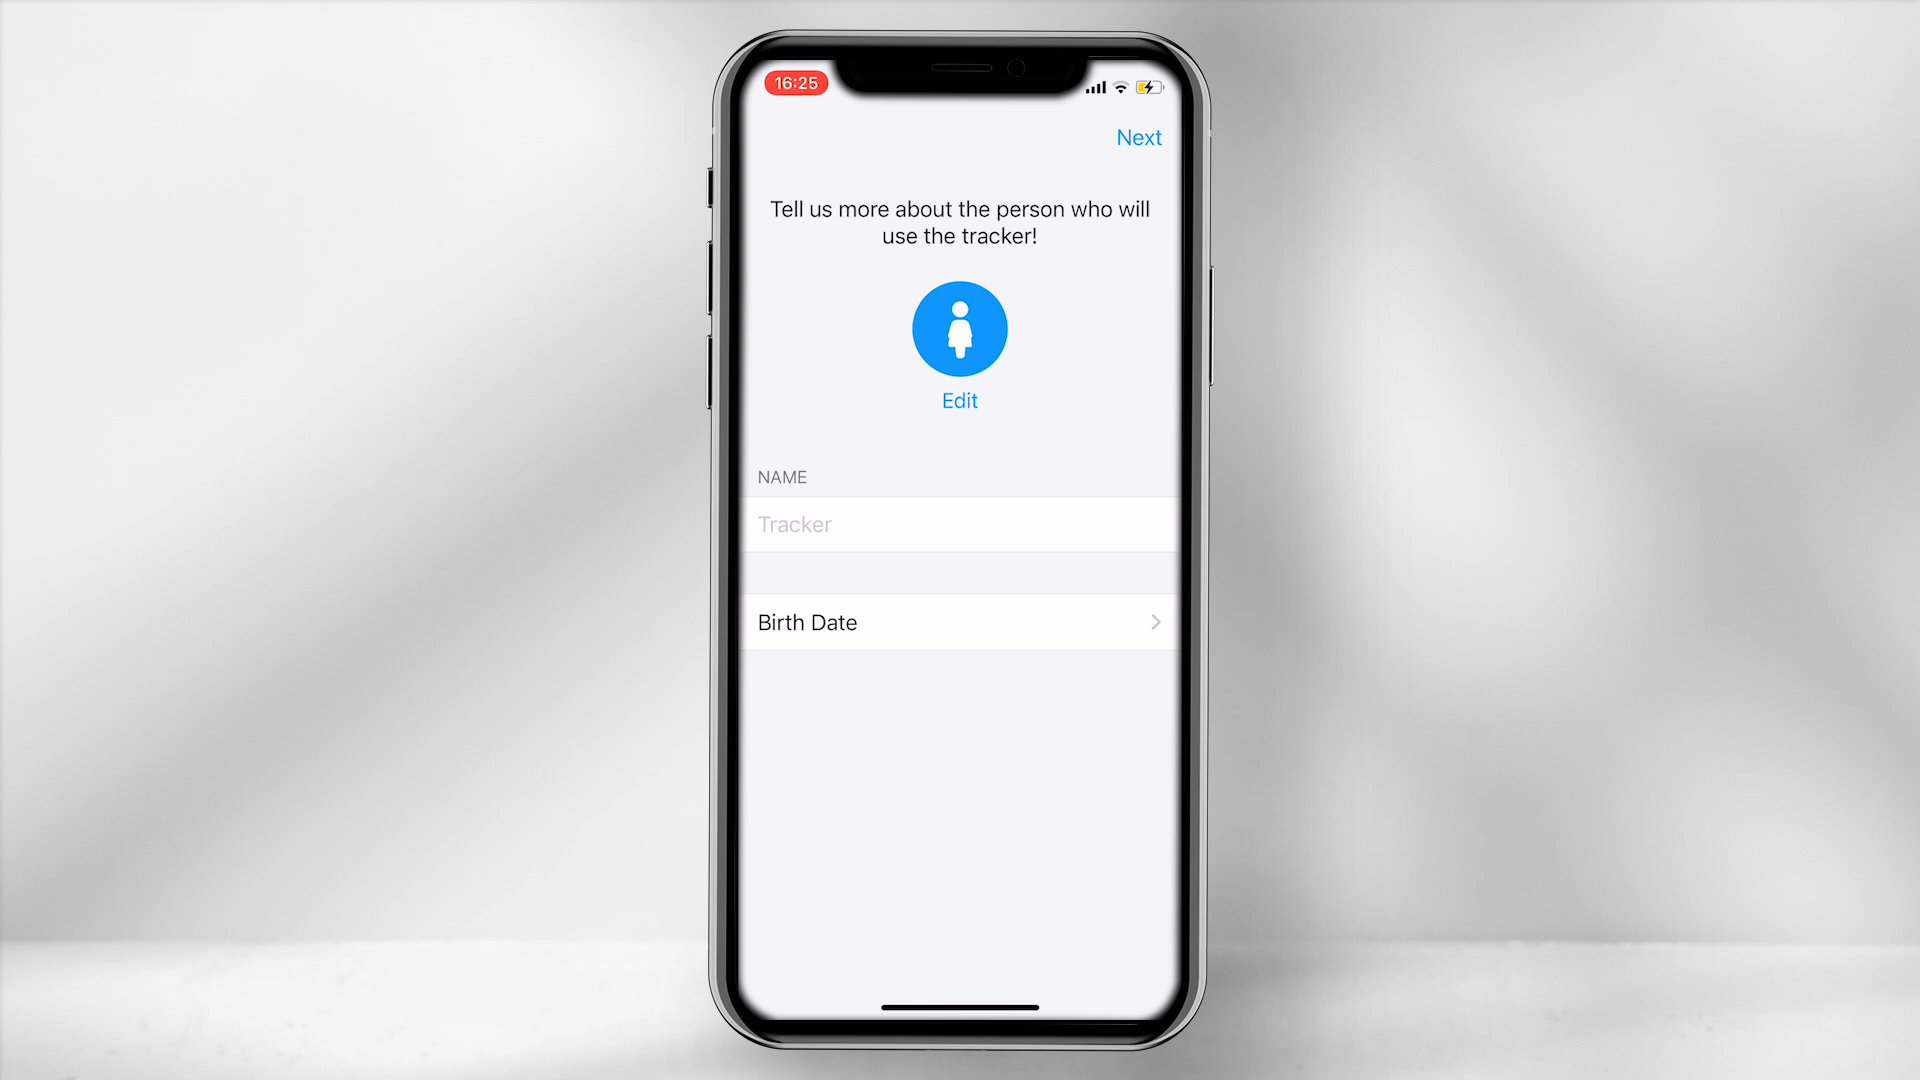 16:25
Next
Tell us more about the person who will
use the tracker!
Edit
NAME
Tracker
Birth Date